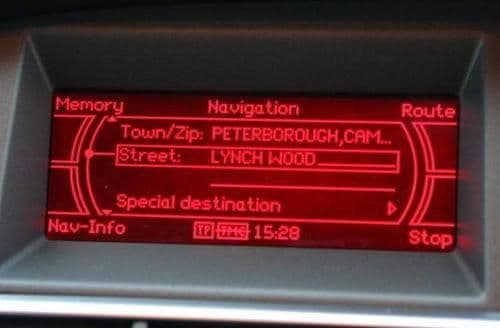 Memory Navigation Route
Town/Zip: PETERBOROUGH,CAM...
Street: LYNCH WOOD
Special destination
Nav-Info TP TMC 15:28 Stop